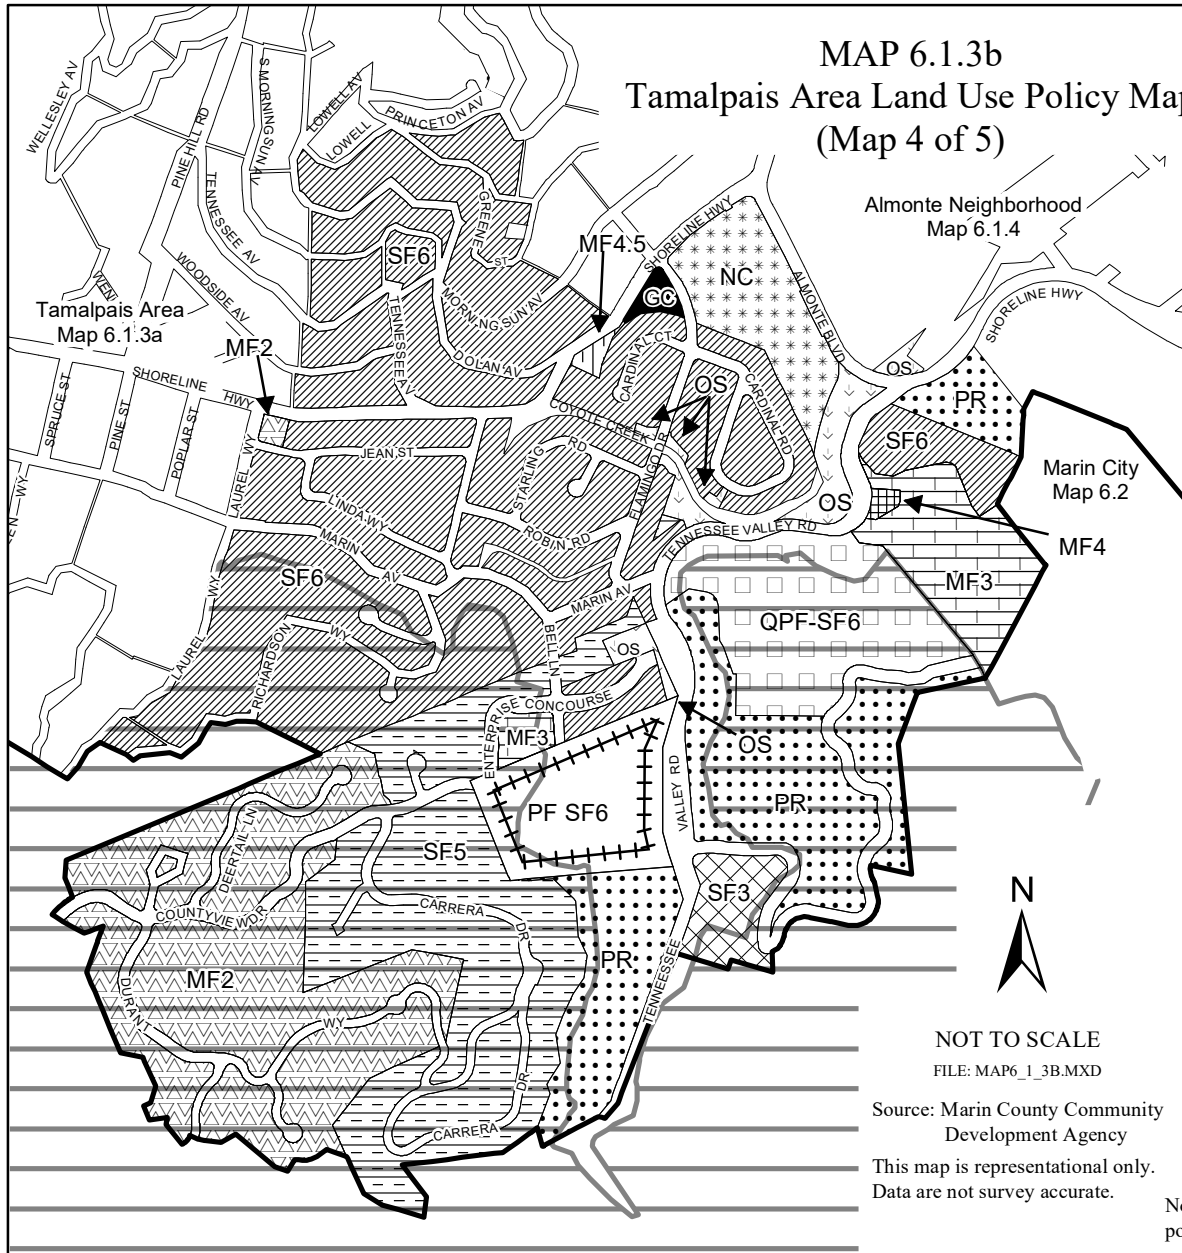 MAP 6.1.3b
Tamalpais Area Land Use Policy Map
(Map 4 of 5)
WELLESLEY AV
PINE HILL RD
S MORNING SUN AV
LOWELL AV
LOWELL
PRINCETON AV
TENNESSEE AV
WOODSIDE AV
GREENE ST
SF6
MF4.5
SHORELINE HWY
GC
NC
ALMONTE BLVD
Almonte Neighborhood
Map 6.1.4
SHORELINE HWY
Tamalpais Area
Map 6.1.3a
MF2
TENNESSEE AV
MORNING SUN AV
DOLAN AV
CARDINAL CT
CARDINAL RD
OS
OS
PR
SHORELINE HWY
SPRUCE ST
PINE ST
POPLAR ST
LAUREL WY
JEAN ST
COYOTE CREEK
FLAMINGO DR
STARLING RD
SF6
Marin City
Map 6.2
LINDA WY
MARIN AV
ROBIN RD
TENNESSEE VALLEY RD
OS
MF4
MF3
SF6
MARIN AV
QPF-SF6
LAUREL WY
RICHARDSON WY
BELL LN
OS
ENTERPRISE CONCOURSE
MF3
OS
PF SF6
VALLEY RD
PR
DEERTAIL LN
SF5
SF3
COUNTYVIEW DR
CARRERA DR
MF2
PR
TENNEESSEE
DURANT WY
CARRERA DR
N
NOT TO SCALE
FILE: MAP6_1_3B.MXD
Source: Marin County Community
Development Agency
This map is representational only.
Data are not survey accurate.